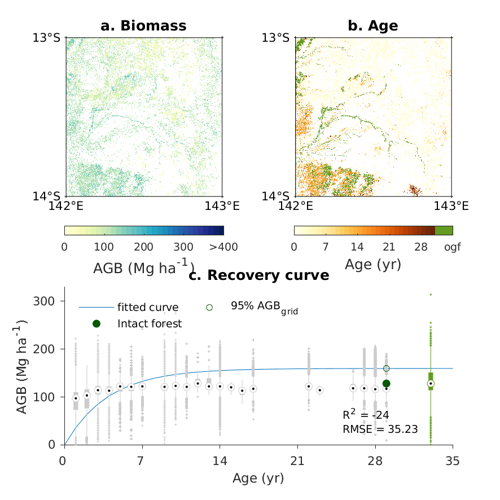 a. Biomass
b. Age
13°S
14°S
142°E
143°E
13°S
14°S
142°E
143°E
0 100 200 300 >400
AGB (Mg ha⁻¹)
0 7 14 21 28 ogf
Age (yr)
c. Recovery curve
fitted curve
95% AGB_grid
Intact forest
300
200
100
0
AGB (Mg ha⁻¹)
R² = -24
RMSE = 35.23
0 7 14 21 28 35
Age (yr)